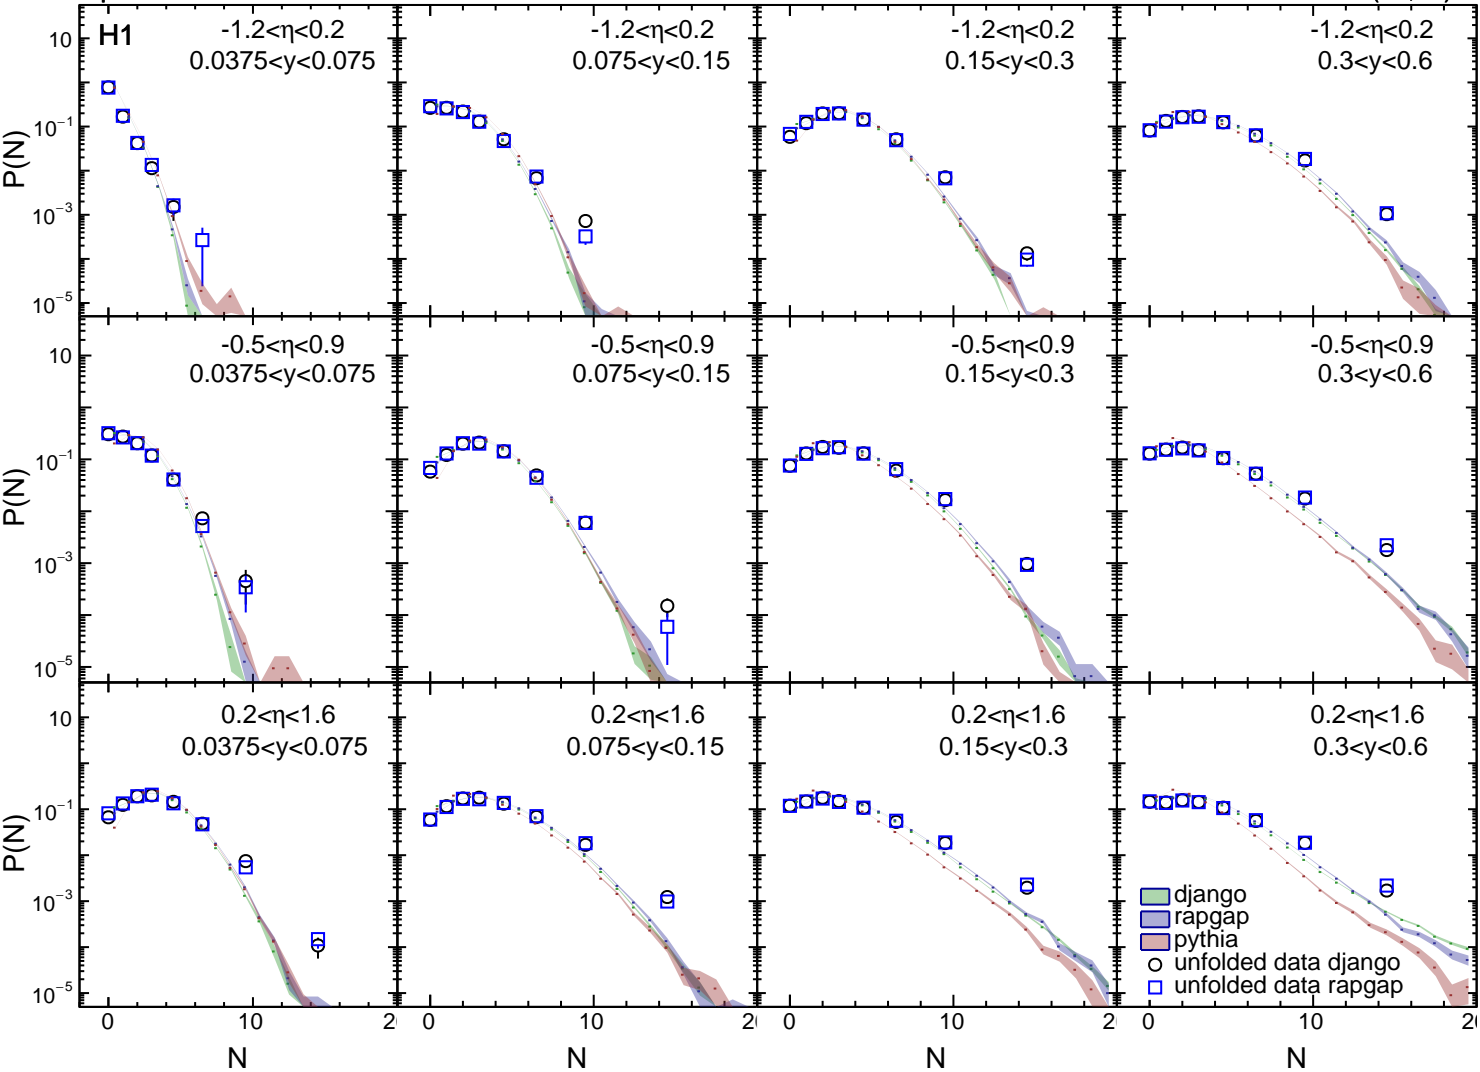 H1
-1.2<η<0.2
0.0375<y<0.075
-1.2<η<0.2
0.075<y<0.15
-1.2<η<0.2
0.15<y<0.3
-1.2<η<0.2
0.3<y<0.6
10
10⁻¹
10⁻³
10⁻⁵
P(N)
-0.5<η<0.9
0.0375<y<0.075
-0.5<η<0.9
0.075<y<0.15
-0.5<η<0.9
0.15<y<0.3
-0.5<η<0.9
0.3<y<0.6
10
10⁻¹
10⁻³
10⁻⁵
P(N)
0.2<η<1.6
0.0375<y<0.075
0.2<η<1.6
0.075<y<0.15
0.2<η<1.6
0.15<y<0.3
0.2<η<1.6
0.3<y<0.6
10
10⁻¹
10⁻³
10⁻⁵
P(N)
django
rapgap
pythia
unfolded data django
unfolded data rapgap
0 10 2
0 10 2
0 10 2
0 10 2
N N N N